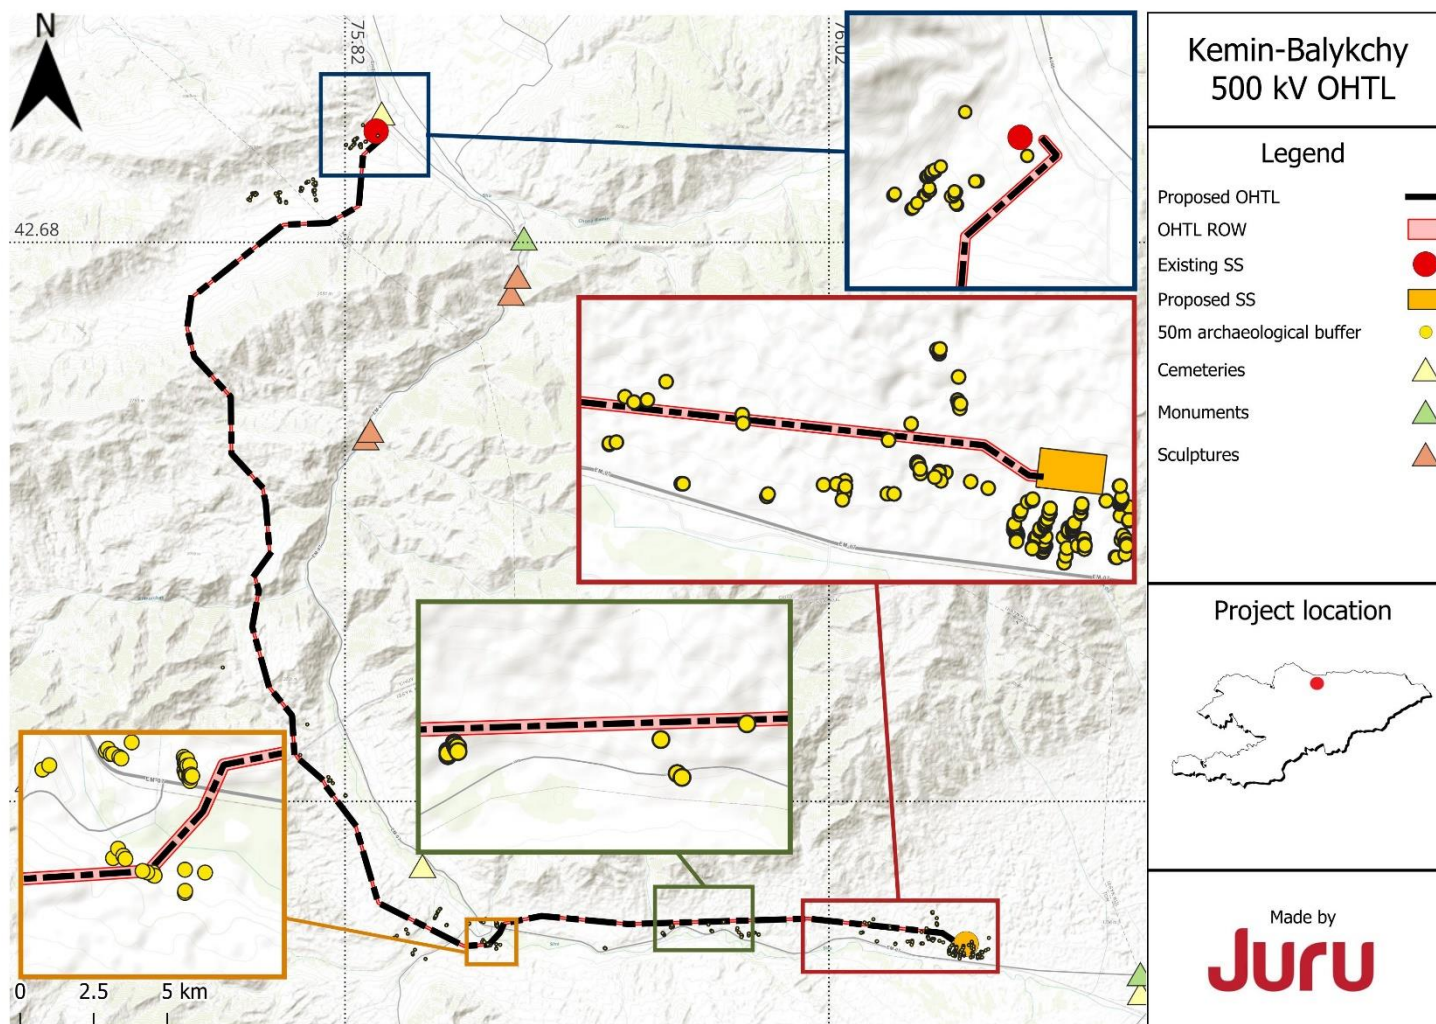 N
75.82
76.02
42.68
Kemin-Balykchy
500 kV OHTL
Legend
Proposed OHTL
OHTL ROW
Existing SS
Proposed SS
50m archaeological buffer
Cemeteries
Monuments
Sculptures
Project location
Made by
Juru
0 2.5 5 km